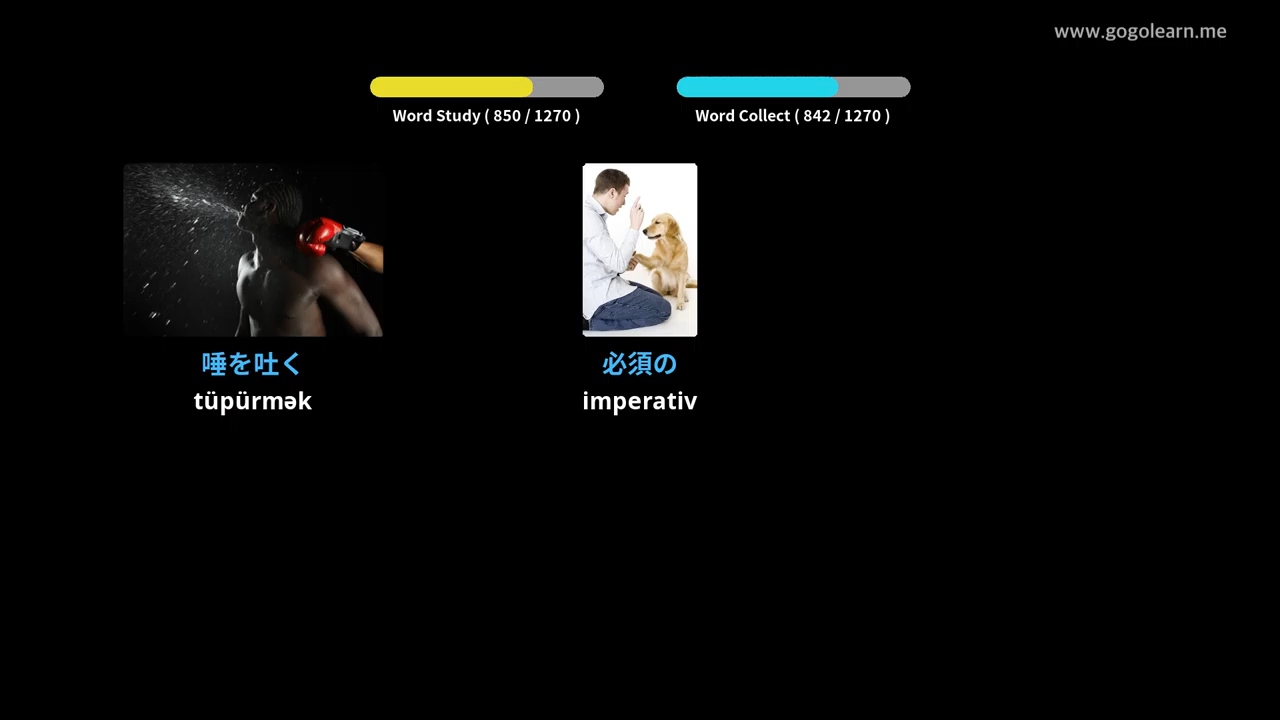 www.gogolearn.me
Word Study ( 850 / 1270 )
Word Collect ( 842 / 1270 )
唾を吐く
tüpürmək
必須の
imperativ